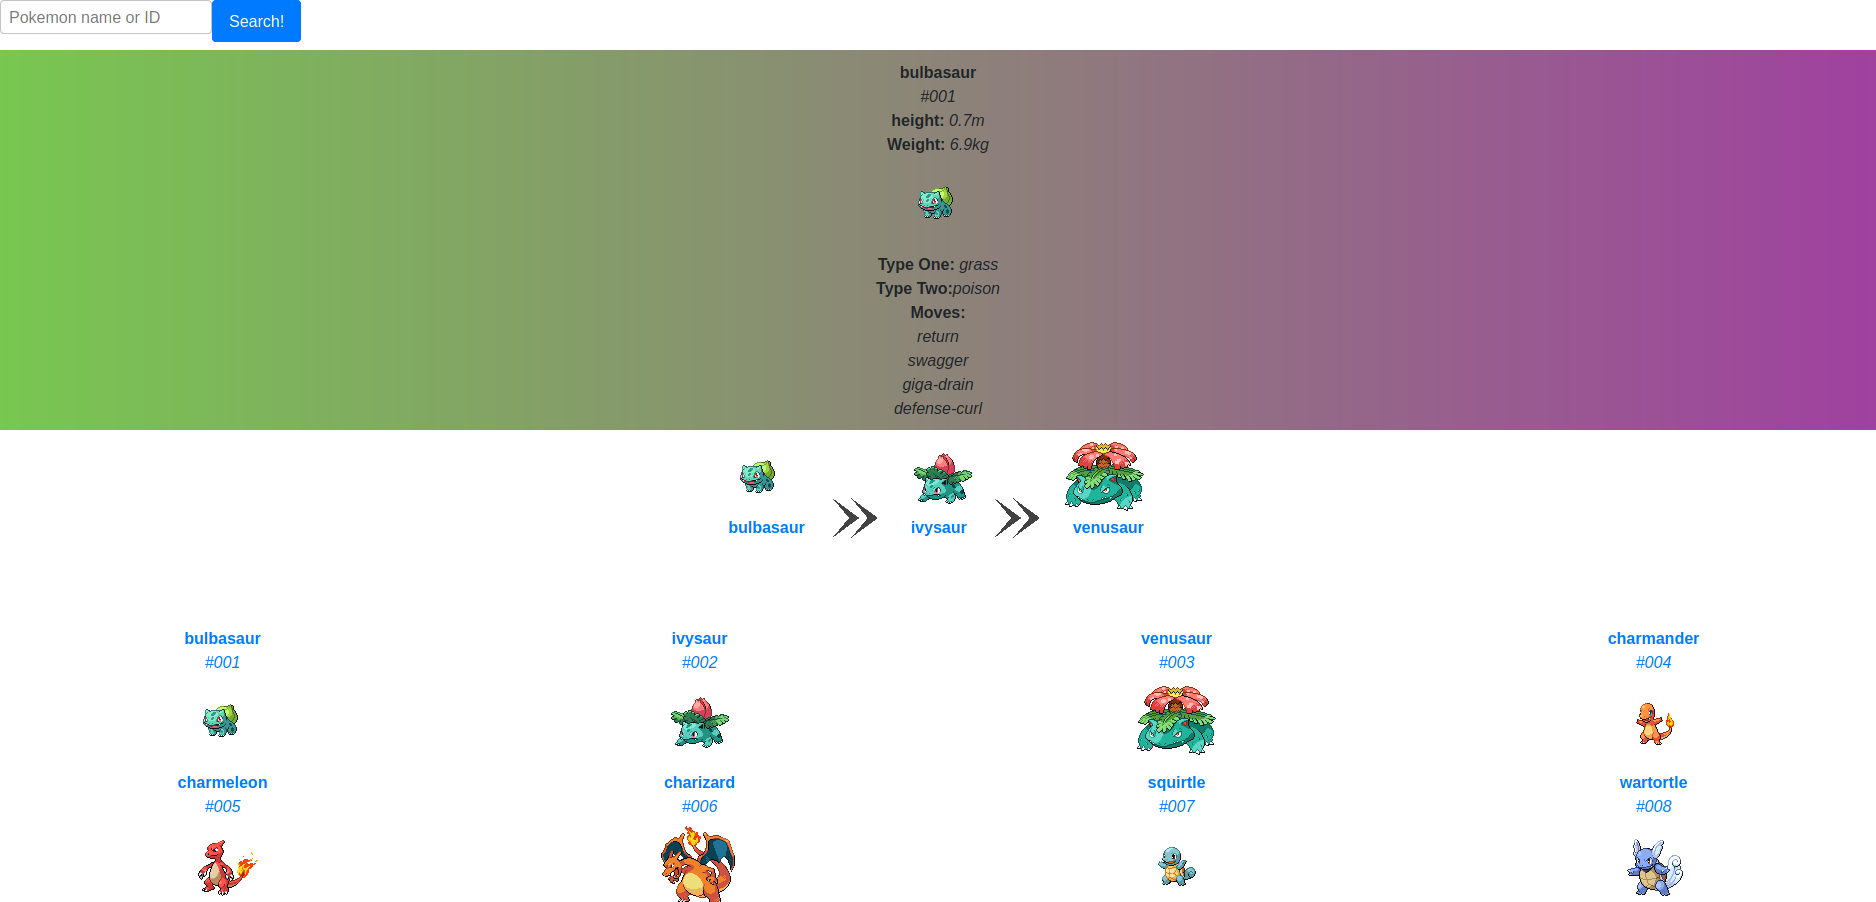 Pokemon name or ID
Search!
bulbasaur
#001
height: 0.7m
Weight: 6.9kg
Type One: grass
Type Two:poison
Moves:
return
swagger
giga-drain
defense-curl
bulbasaur
ivysaur
venusaur
bulbasaur
#001
ivysaur
#002
venusaur
#003
charmander
#004
charmeleon
#005
charizard
#006
squirtle
#007
wartortle
#008